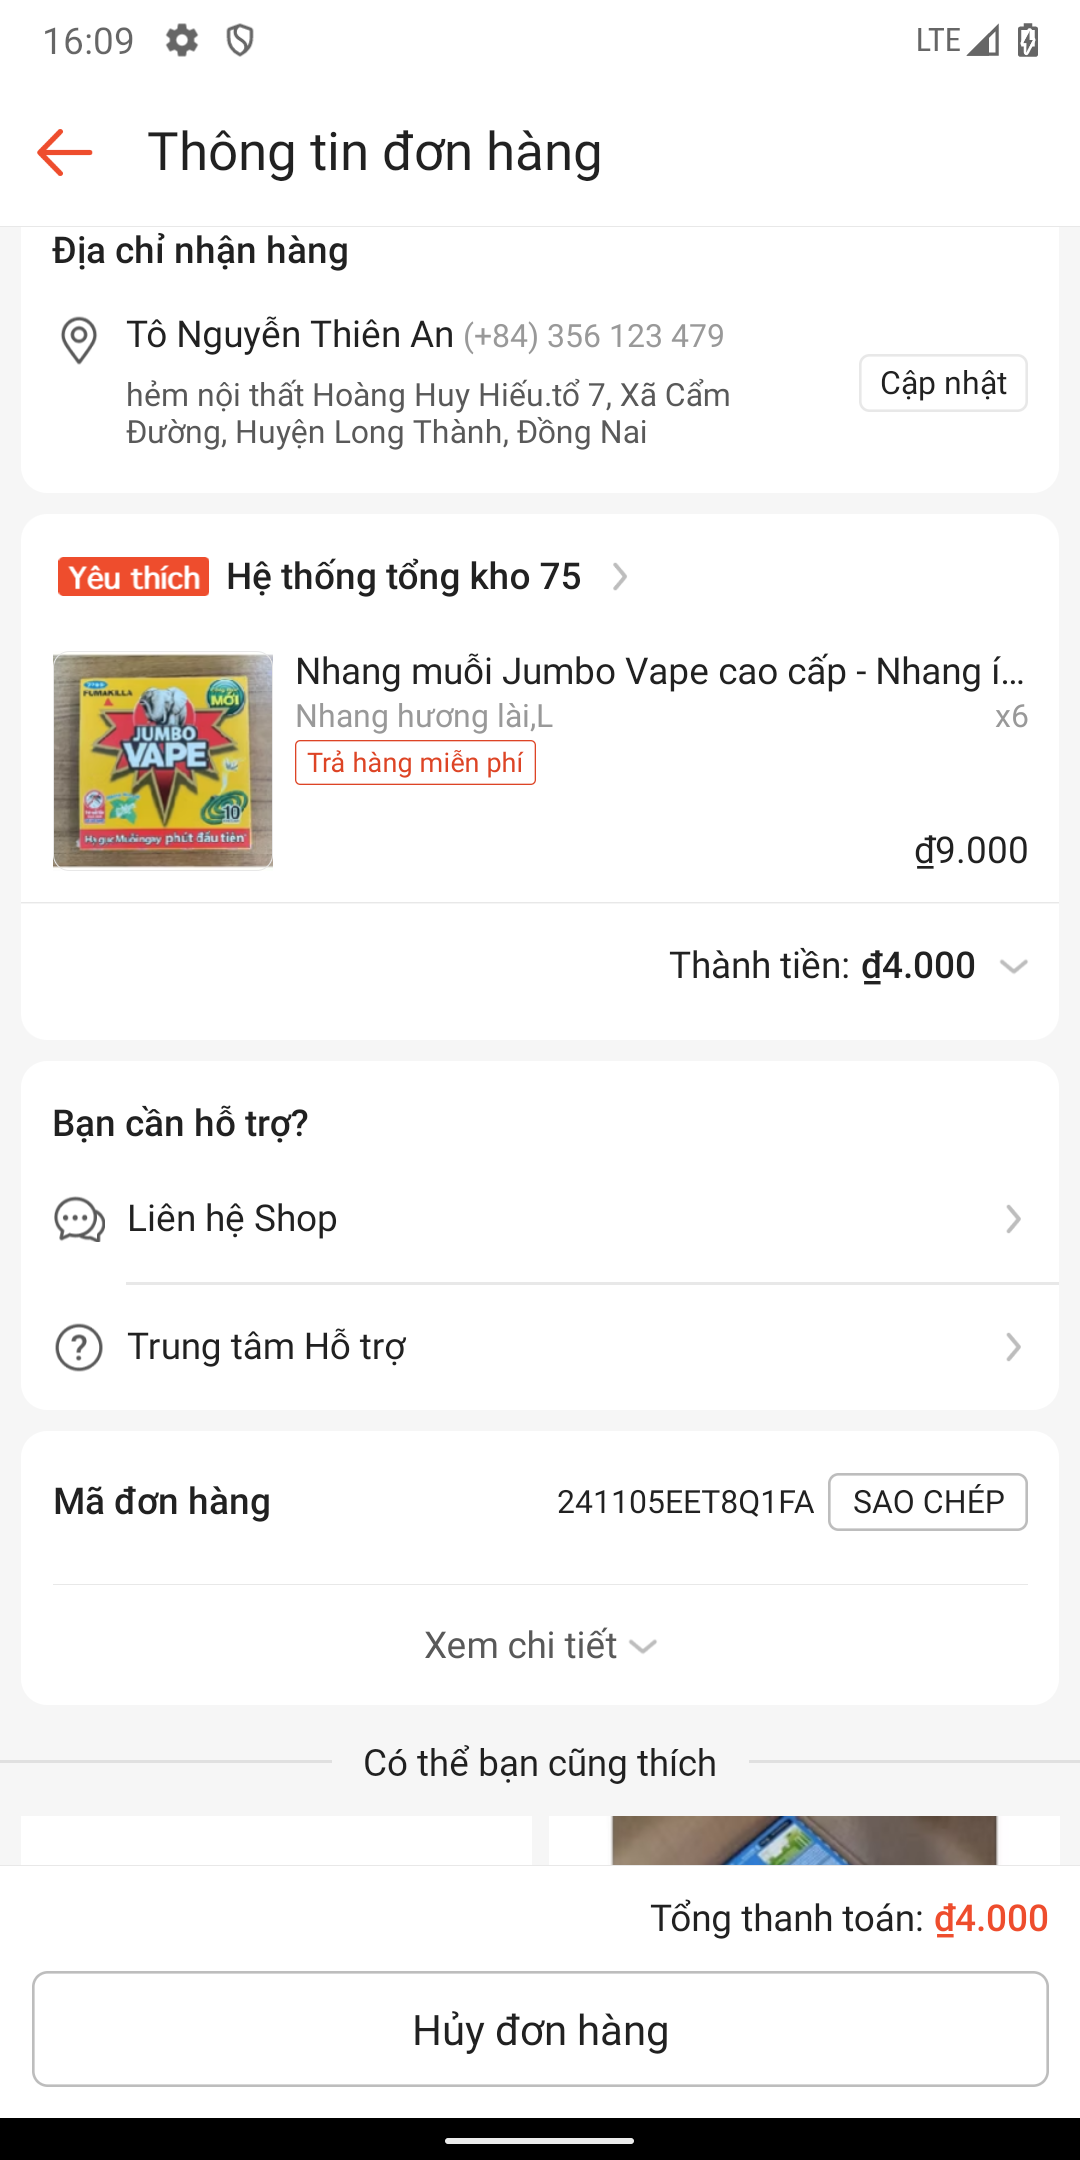 16:09
LTE
Thông tin đơn hàng
Địa chỉ nhận hàng
Tô Nguyễn Thiên An (+84) 356 123 479
hẻm nội thất Hoàng Huy Hiếu.tổ 7, Xã Cẩm
Đường, Huyện Long Thành, Đồng Nai
Cập nhật
Yêu thích Hệ thống tổng kho 75
Nhang muỗi Jumbo Vape cao cấp - Nhang í...
Nhang hương lài,L
x6
Trả hàng miễn phí
₫9.000
FUMAKILLA
MỚI
JUMBO
VAPE
10
phút đầu tiên
Thành tiền: ₫4.000
Bạn cần hỗ trợ?
Liên hệ Shop
Trung tâm Hỗ trợ
Mã đơn hàng 241105EET8Q1FA SAO CHÉP
Xem chi tiết
Có thể bạn cũng thích
Tổng thanh toán: ₫4.000
Hủy đơn hàng